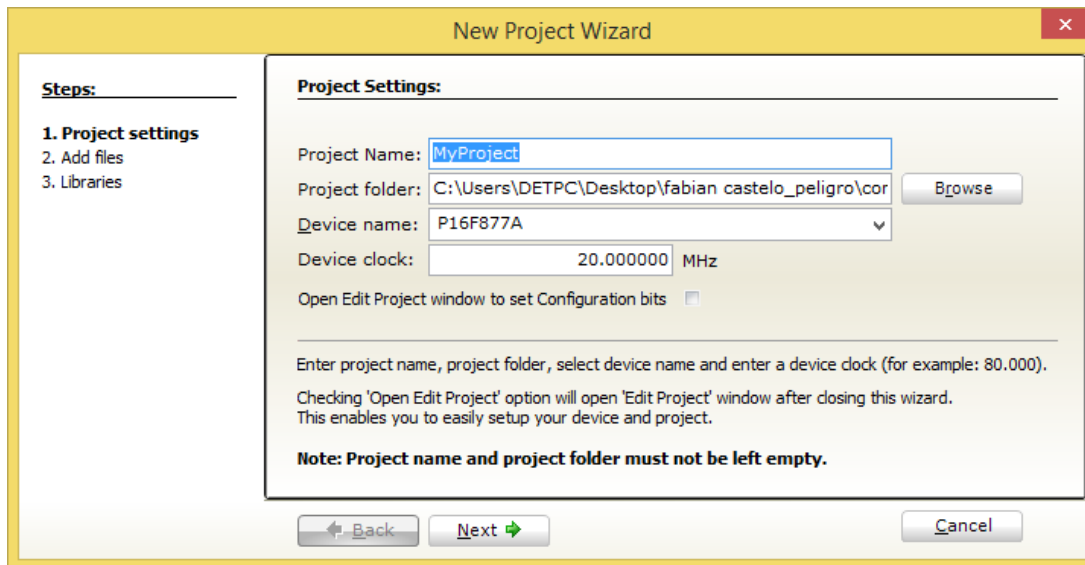 New Project Wizard
Steps:
1. Project settings
2. Add files
3. Libraries
Project Settings:
Project Name: MyProject
Project folder: C:\Users\DETPC\Desktop\fabian castelo_peligro\cor Browse
Device name: P16F877A
Device clock: 20.000000 MHz
Open Edit Project window to set Configuration bits
Enter project name, project folder, select device name and enter a device clock (for example: 80.000).
Checking 'Open Edit Project' option will open 'Edit Project' window after closing this wizard.
This enables you to easily setup your device and project.
Note: Project name and project folder must not be left empty.
Back Next Cancel